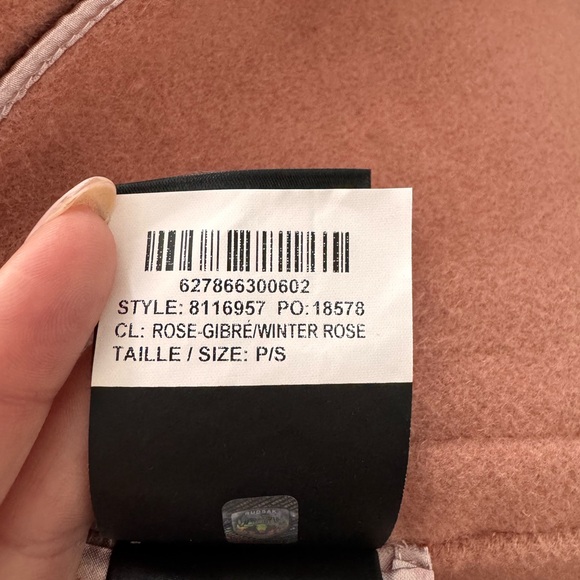 627866300602
STYLE: 8116957 PO:18578
CL: ROSE-GIBRÉ/WINTER ROSE
TAILLE / SIZE: P/S